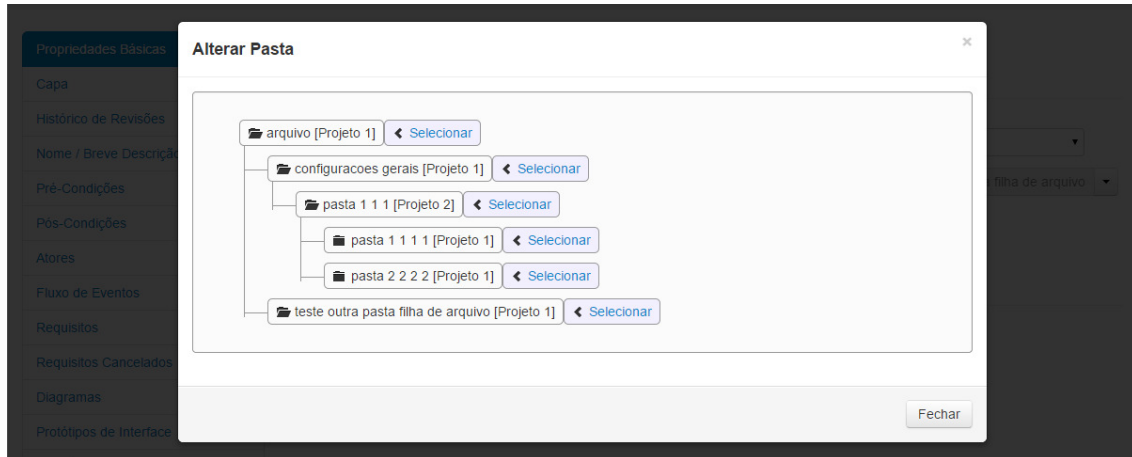 Propriedades Básicas
Capa
Histórico de Revisões
Nome / Breve Descrição
Pré-Condições
Pós-Condições
Atores
Fluxo de Eventos
Requisitos
Requisitos Cancelados
Diagramas
Protótipos de Interface
Alterar Pasta ×
arquivo [Projeto 1] Selecionar
configuracoes gerais [Projeto 1] Selecionar
pasta 1 1 1 [Projeto 2] Selecionar
pasta 1 1 1 1 [Projeto 1] Selecionar
pasta 2 2 2 2 [Projeto 1] Selecionar
teste outra pasta filha de arquivo [Projeto 1] Selecionar
Fechar
filha de arquivo